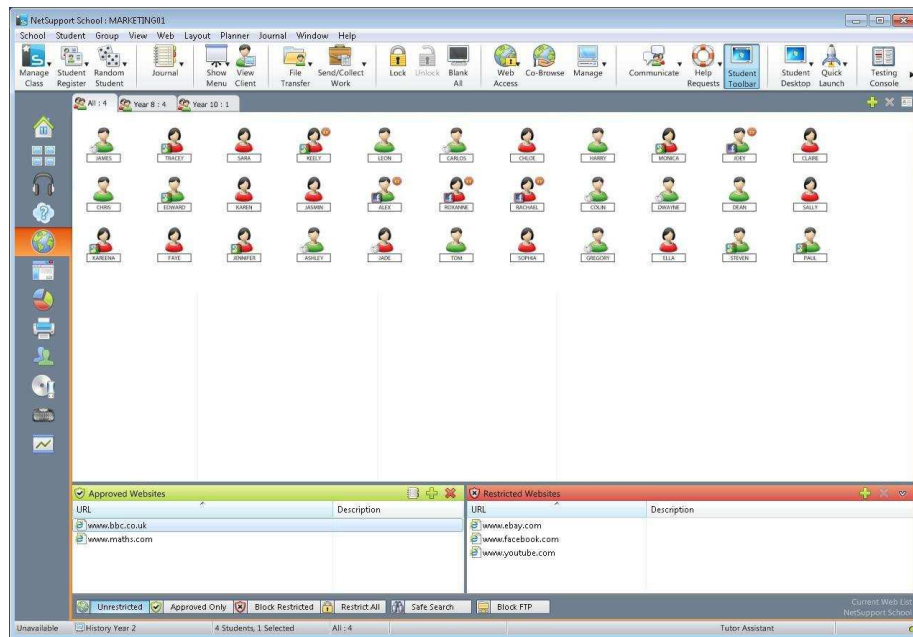 NetSupport School : MARKETING01
School Student Group View Web Layout Planner Journal Window Help
Manage Class
Student Register
Random Student
Journal
Show Menu
View Client
File Transfer
Send/Collect Work
Lock
Unlock
Blank All
Web Access
Co-Browse
Manage
Communicate
Help Requests
Student Toolbar
Student Desktop
Quick Launch
Testing Console
All : 4 Year 8 : 4 Year 10 : 1
JAMES TRACEY SARA KEELY LEON CARLOS CHLOE HARRY MONICA JOEY CLAIRE
CHRIS EDWARD KAREN JASMIN ALEX ROXANNE RACHAEL COLIN DWAYNE DEAN SALLY
KAREENA FAYE JENNIFER ASHLEY JADE TOM SOPHIA GREGORY ELLA STEVEN PAUL
Approved Websites
URL Description
www.bbc.co.uk
www.maths.com
Restricted Websites
URL Description
www.ebay.com
www.facebook.com
www.youtube.com
Unrestricted Approved Only Block Restricted Restrict All Safe Search Block FTP
Current Web List
NetSupport School
Unavailable History Year 2 4 Students, 1 Selected All : 4 Tutor Assistant